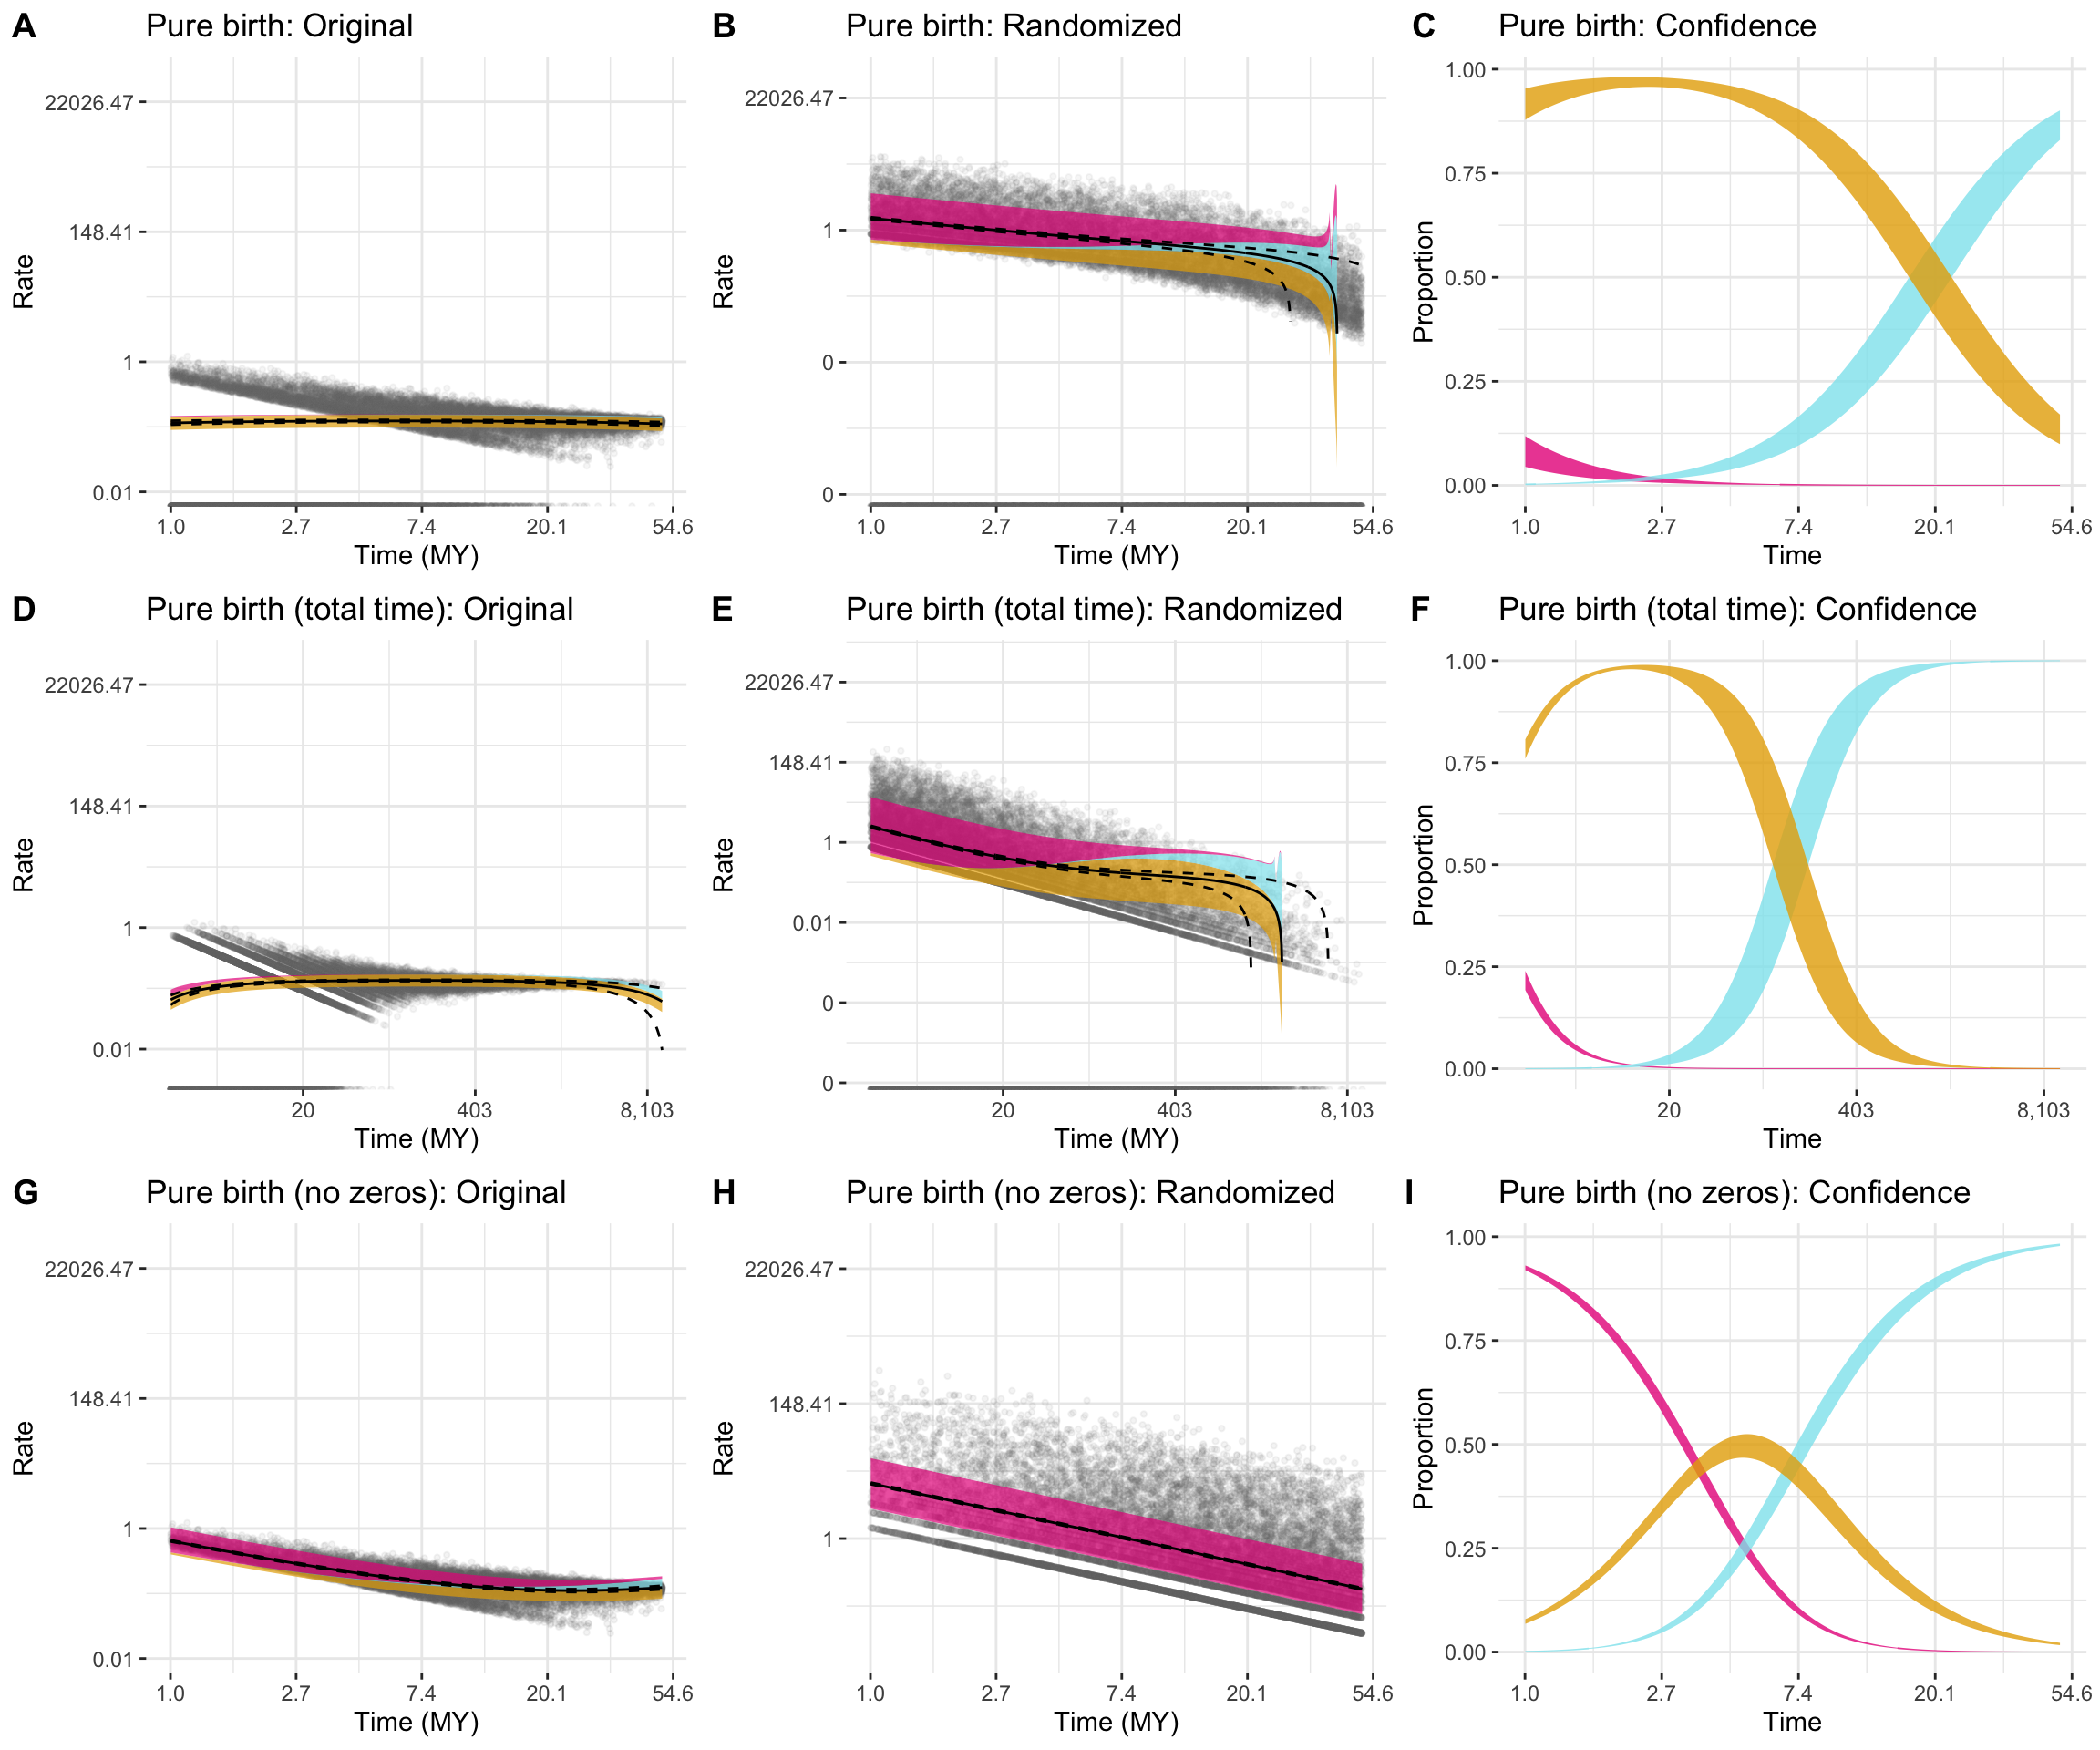 A Pure birth: Original
22026.47
148.41
1
0.01
Rate
1.0 2.7 7.4 20.1 54.6
Time (MY)
B Pure birth: Randomized
22026.47
1
0
0
Rate
1.0 2.7 7.4 20.1 54.6
Time (MY)
C Pure birth: Confidence
1.00
0.75
0.50
0.25
0.00
Proportion
1.0 2.7 7.4 20.1 54.6
Time
D Pure birth (total time): Original
22026.47
148.41
1
0.01
Rate
20 403 8,103
Time (MY)
E Pure birth (total time): Randomized
22026.47
148.41
1
0.01
0
0
Rate
20 403 8,103
Time (MY)
F Pure birth (total time): Confidence
1.00
0.75
0.50
0.25
0.00
Proportion
20 403 8,103
Time
G Pure birth (no zeros): Original
22026.47
148.41
1
0.01
Rate
1.0 2.7 7.4 20.1 54.6
Time (MY)
H Pure birth (no zeros): Randomized
22026.47
148.41
1
Rate
1.0 2.7 7.4 20.1 54.6
Time (MY)
I Pure birth (no zeros): Confidence
1.00
0.75
0.50
0.25
0.00
Proportion
1.0 2.7 7.4 20.1 54.6
Time